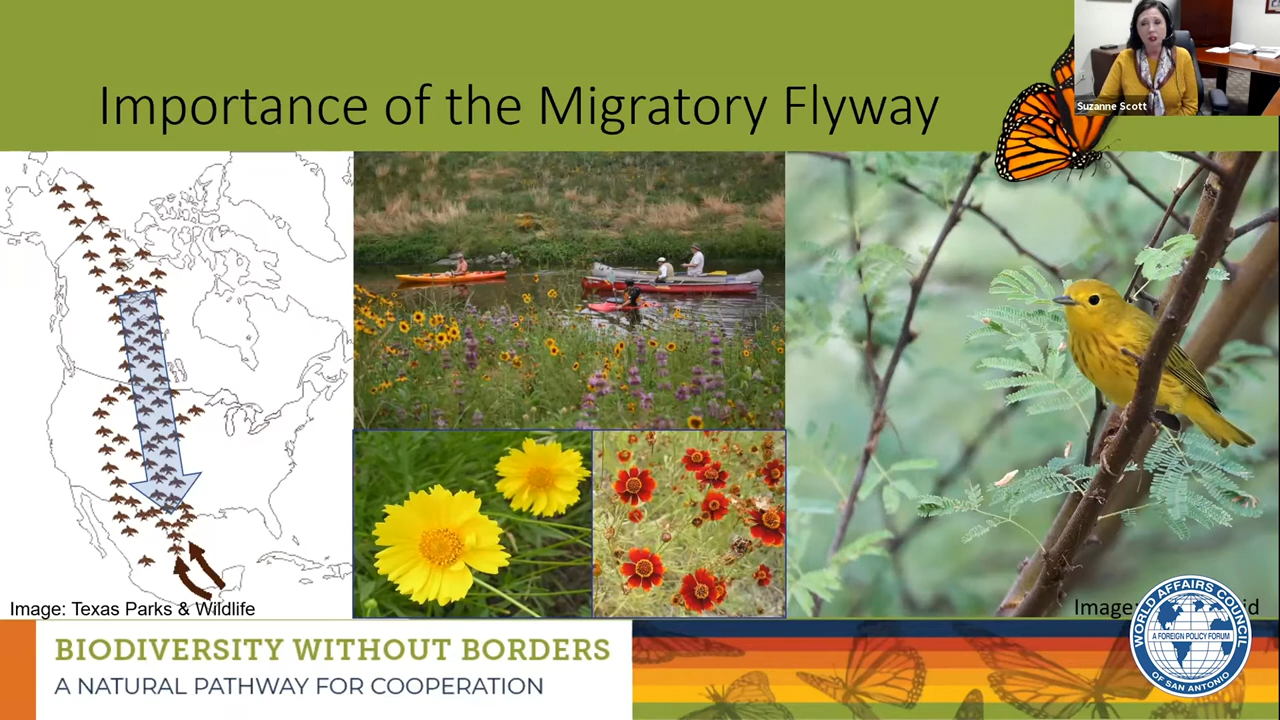 Importance of the Migratory Flyway
Suzanne Scott
Image: Texas Parks & Wildlife
Image:
BIODIVERSITY WITHOUT BORDERS
A NATURAL PATHWAY FOR COOPERATION
WORLD AFFAIRS COUNCIL
A FOREIGN POLICY FORUM
OF SAN ANTONIO